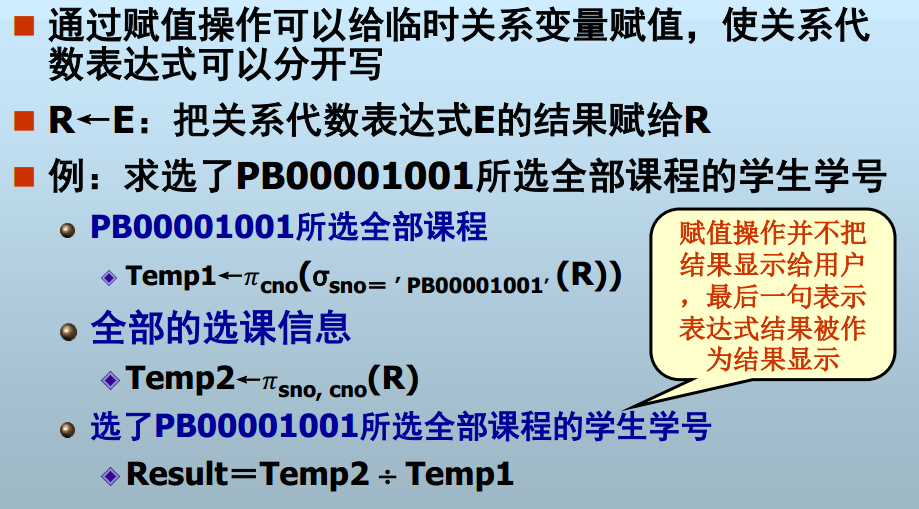 通过赋值操作可以给临时关系变量赋值，使关系代
数表达式可以分开写
R←E：把关系代数表达式E的结果赋给R
例：求选了PB00001001所选全部课程的学生学号
PB00001001所选全部课程
Temp1←πcno(σsno＝ ′ PB00001001′ (R))
全部的选课信息
Temp2←πsno, cno(R)
选了PB00001001所选全部课程的学生学号
Result＝Temp2 ÷ Temp1
赋值操作并不把
结果显示给用户
，最后一句表示
表达式结果被作
为结果显示